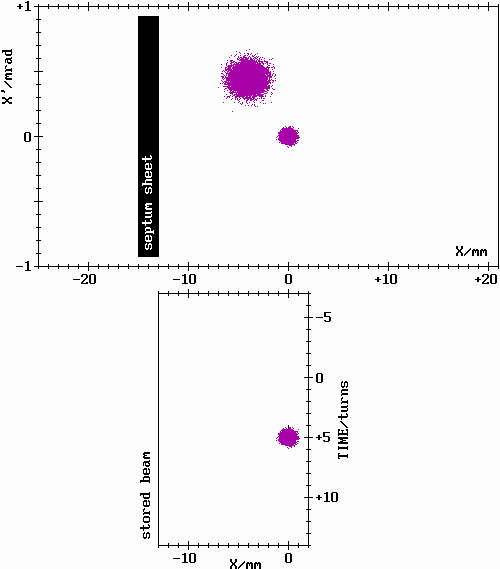 +1
X'/mrad
0
septum sheet
X/mm
-1
-20
-10
0
+10
+20
-5
0
TIME/turns
+5
stored beam
+10
-10
0
X/mm